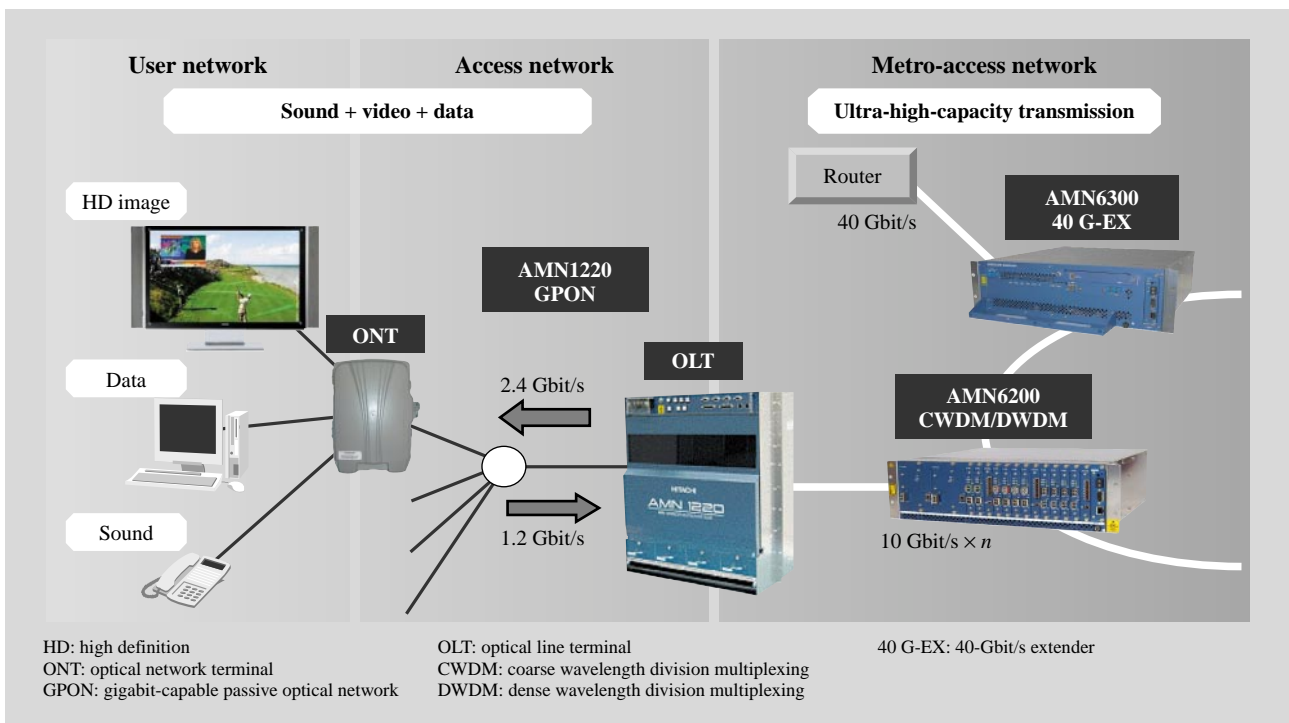 User network
Access network
Metro-access network
Sound + video + data
Ultra-high-capacity transmission
Router
HD image
AMN6300
40 G-EX
40 Gbit/s
AMN1220
GPON
ONT
OLT
Data
2.4 Gbit/s
AMN6200
CWDM/DWDM
HITACHI
AMN 1220
Sound
1.2 Gbit/s
10 Gbit/s × n
HD: high definition
ONT: optical network terminal
GPON: gigabit-capable passive optical network
OLT: optical line terminal
CWDM: coarse wavelength division multiplexing
DWDM: dense wavelength division multiplexing
40 G-EX: 40-Gbit/s extender